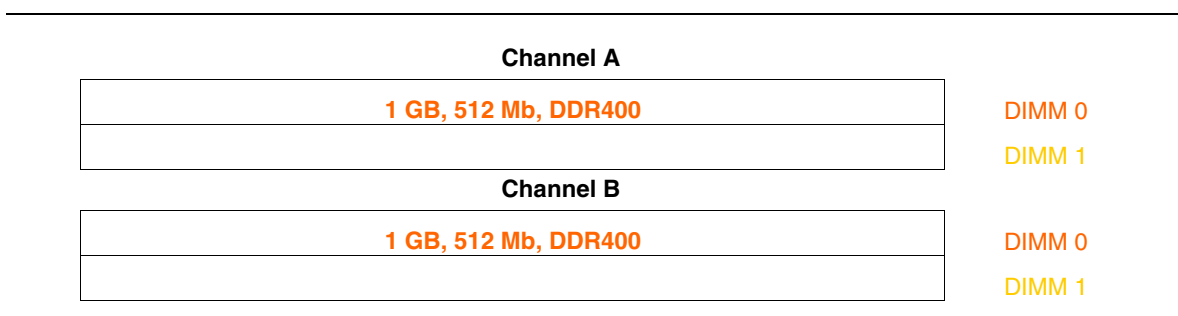 Channel A
1 GB, 512 Mb, DDR400 DIMM 0
DIMM 1
Channel B
1 GB, 512 Mb, DDR400 DIMM 0
DIMM 1